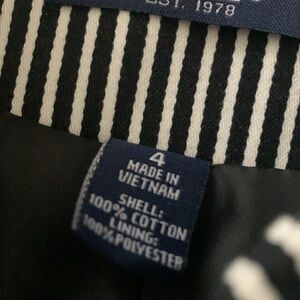 EST. 1978
4
MADE IN
VIETNAM
SHELL:
100% COTTON
LINING:
100% POLYESTER